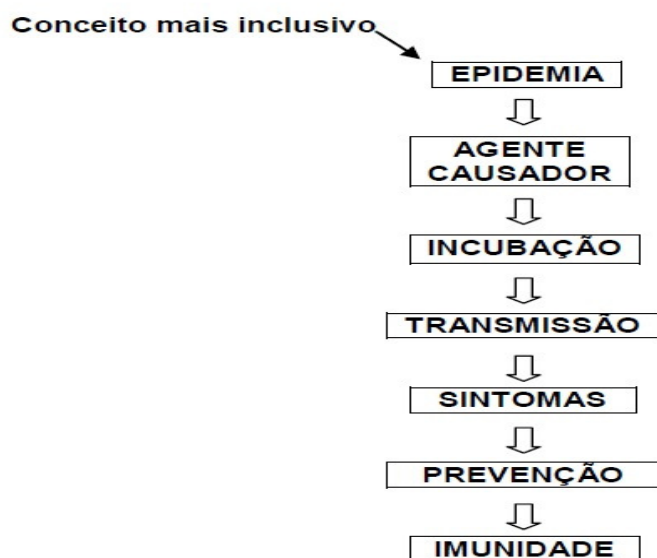 Conceito mais inclusivo
EPIDEMIA
AGENTE
CAUSADOR
INCUBAÇÃO
TRANSMISSÃO
SINTOMAS
PREVENÇÃO
IMUNIDADE